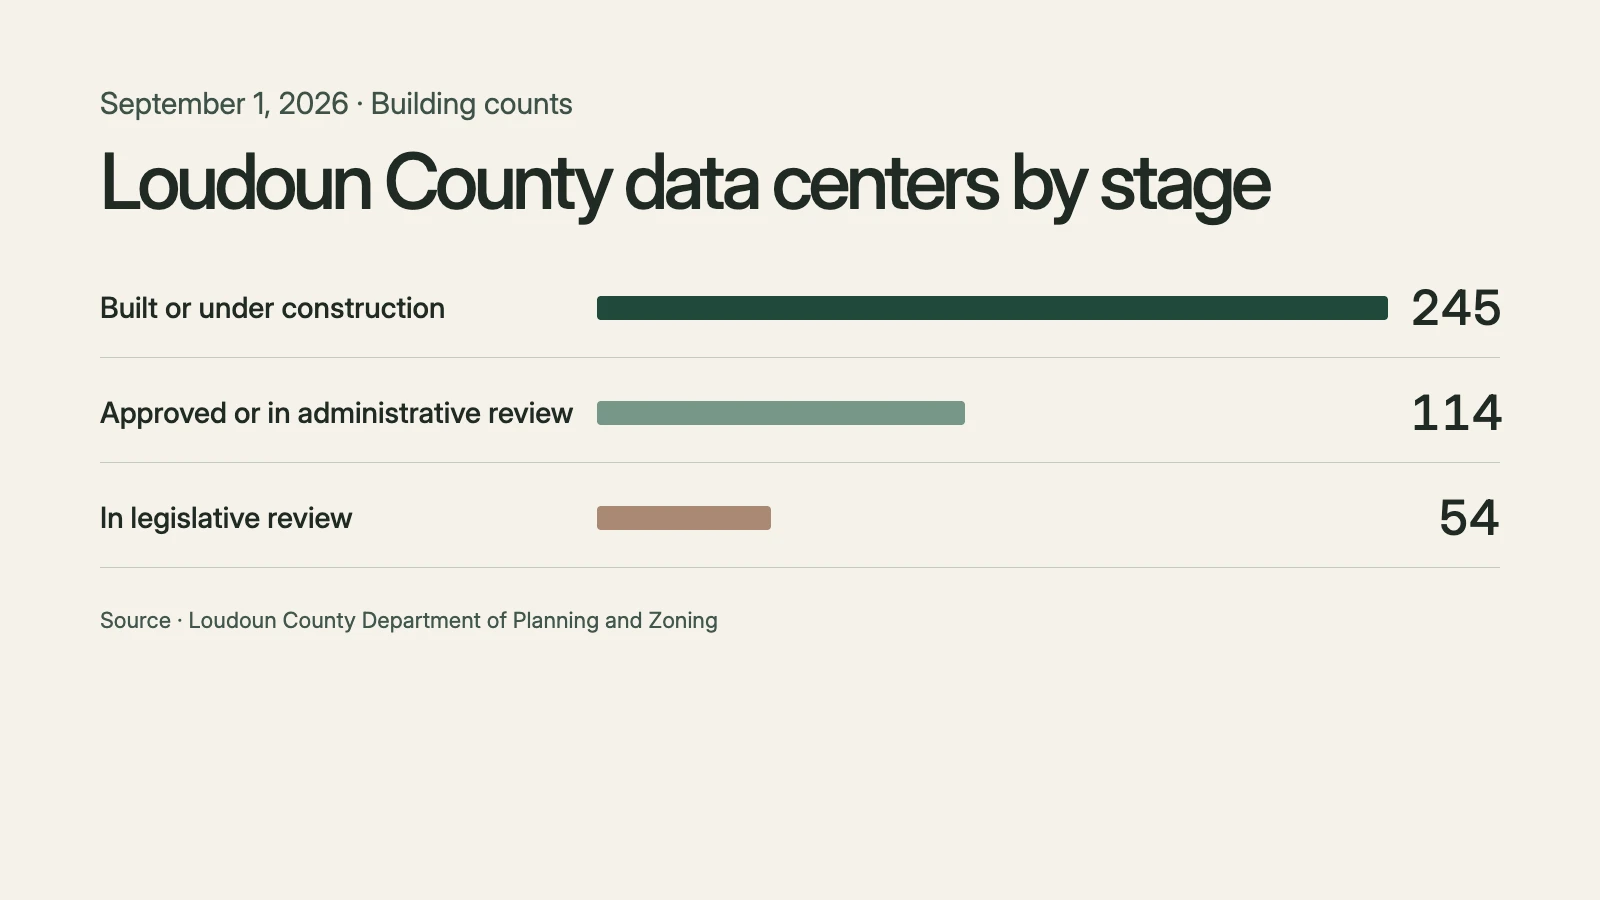 September 1, 2026 · Building counts
Loudoun County data centers by stage
Built or under construction 245
Approved or in administrative review 114
In legislative review 54
Source · Loudoun County Department of Planning and Zoning